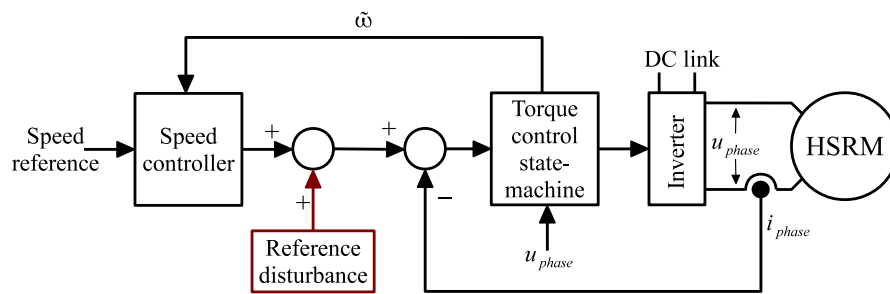 ω̃
DC link
Speed
reference
Speed
controller
+
+
+
−
Torque
control
state-
machine
Inverter
u phase
HSRM
Reference
disturbance
u phase
i phase